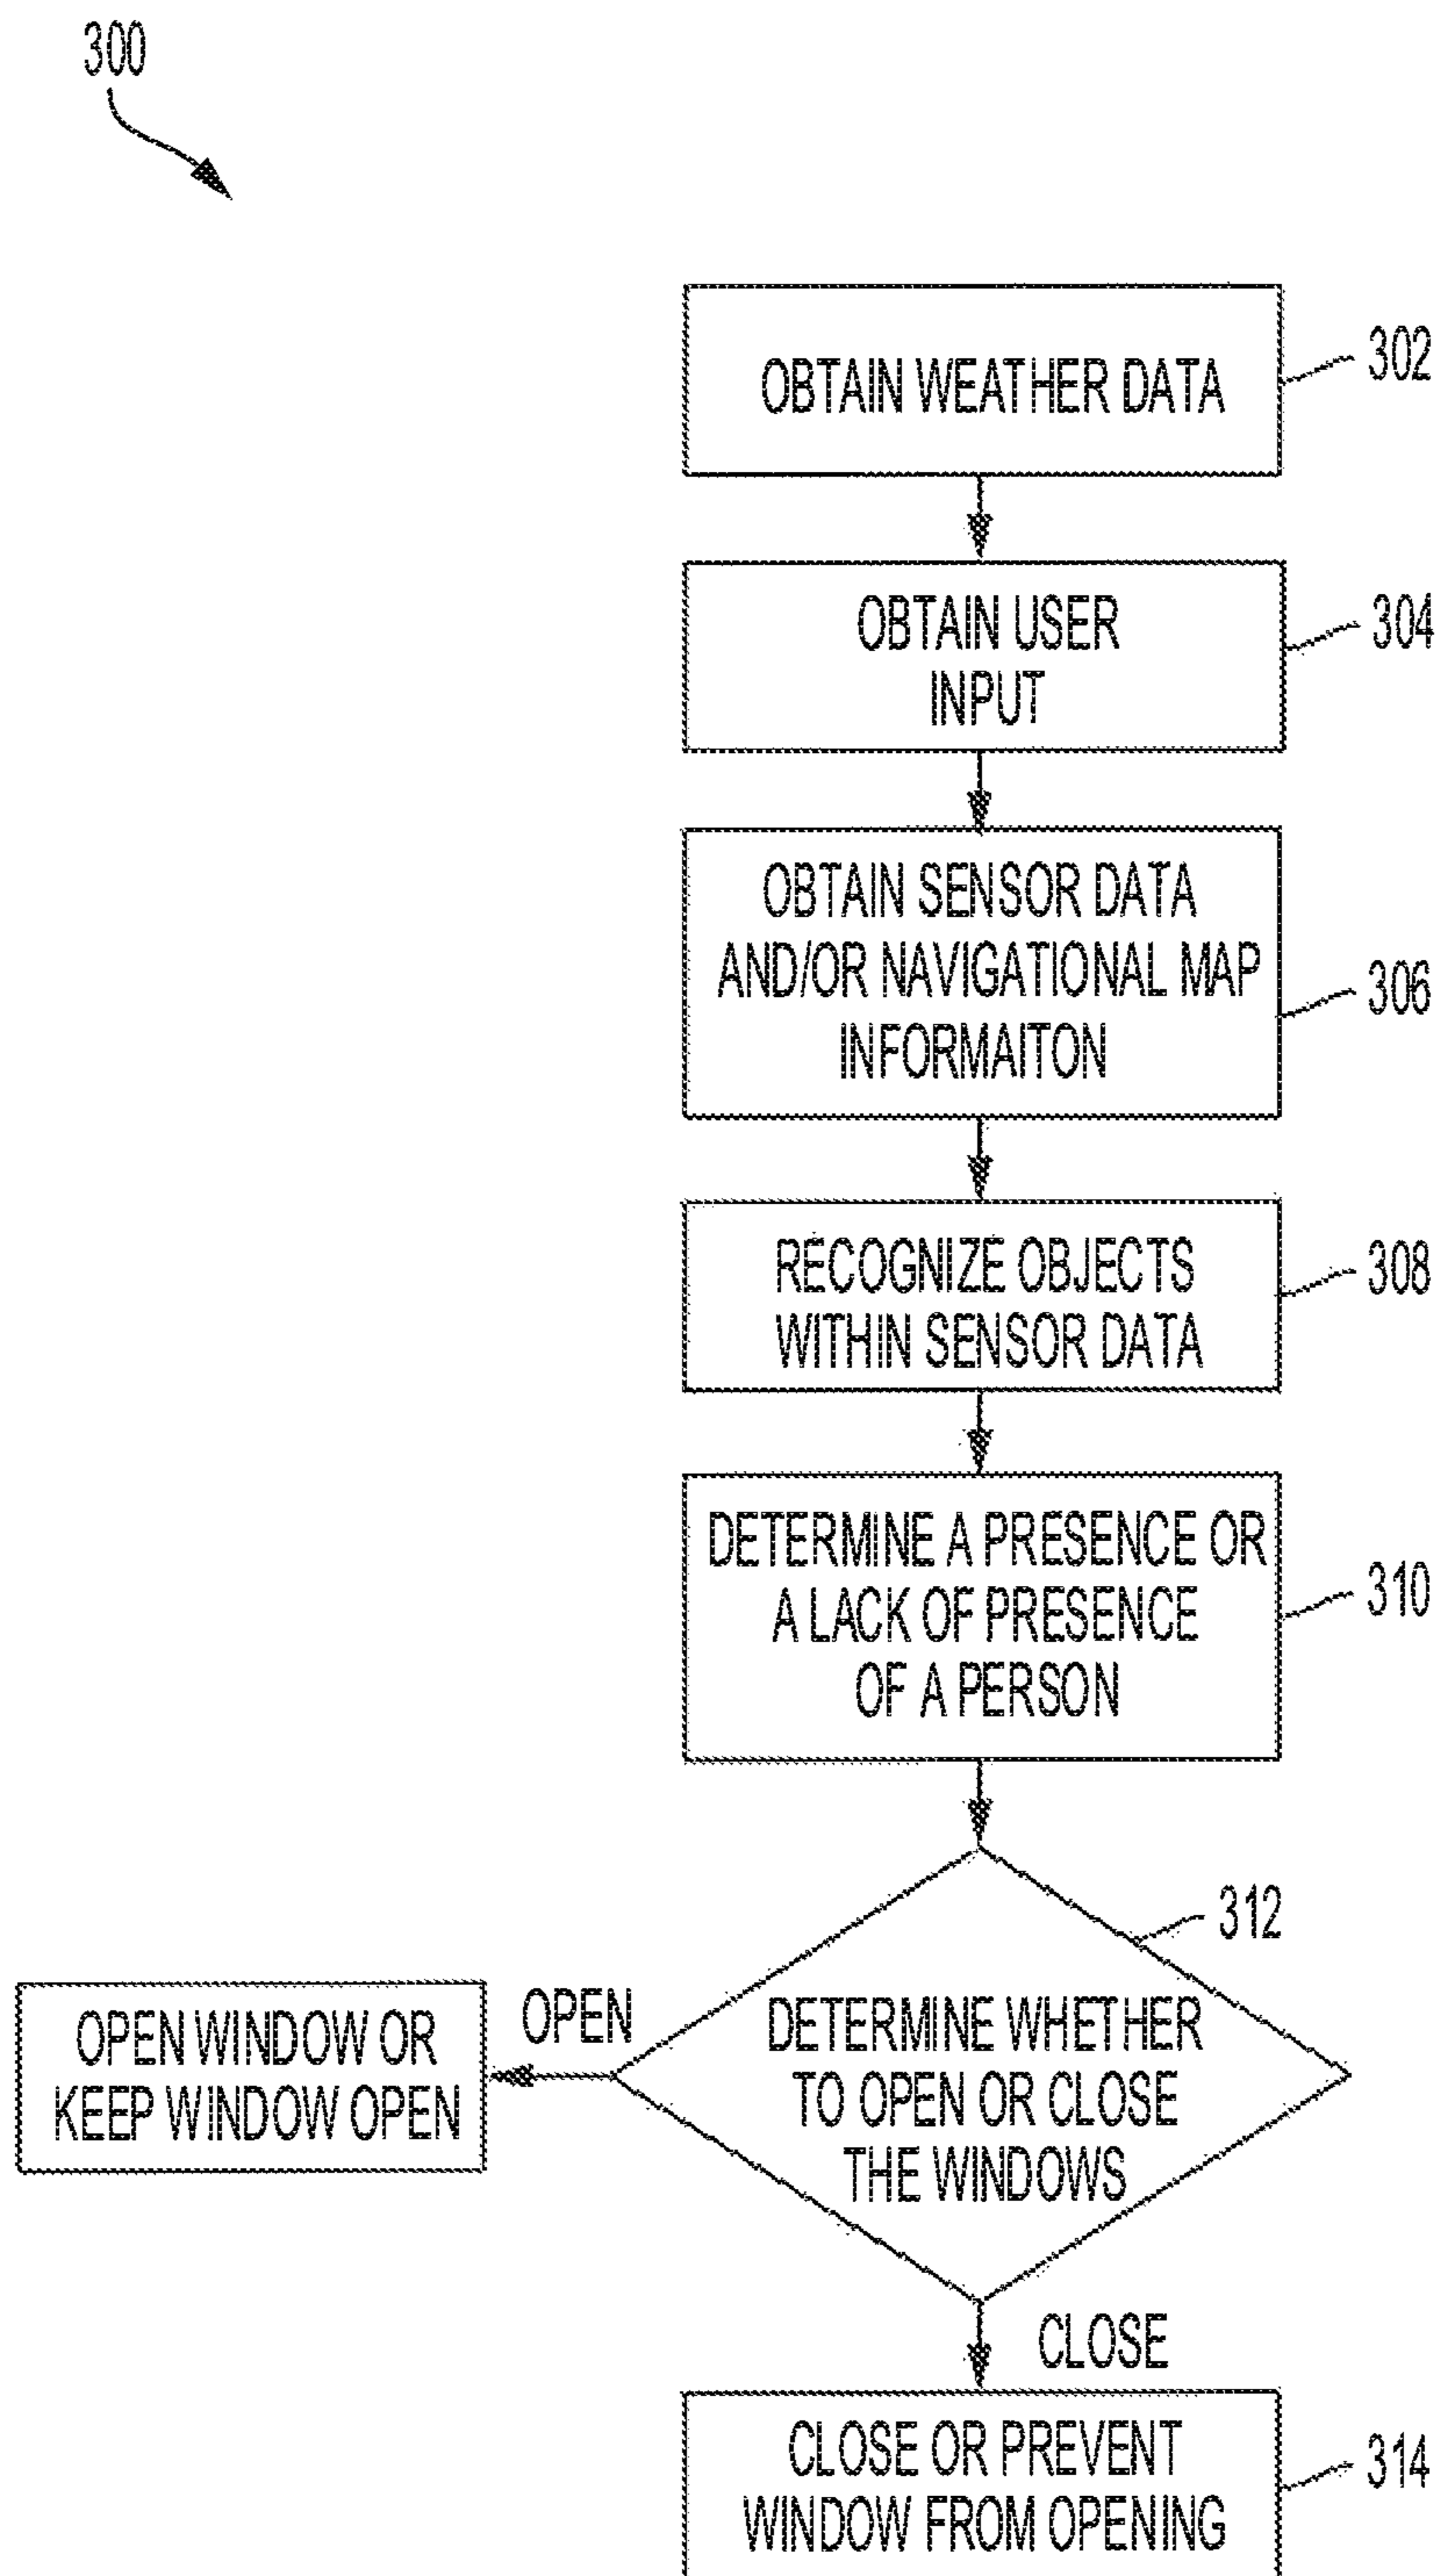 300
OBTAIN WEATHER DATA
302
OBTAIN USER
INPUT
304
OBTAIN SENSOR DATA
AND/OR NAVIGATIONAL MAP
INFORMAITON
306
RECOGNIZE OBJECTS
WITHIN SENSOR DATA
308
DETERMINE A PRESENCE OR
A LACK OF PRESENCE
OF A PERSON
310
312
DETERMINE WHETHER
TO OPEN OR CLOSE
THE WINDOWS
OPEN
OPEN WINDOW OR
KEEP WINDOW OPEN
CLOSE
CLOSE OR PREVENT
WINDOW FROM OPENING
314